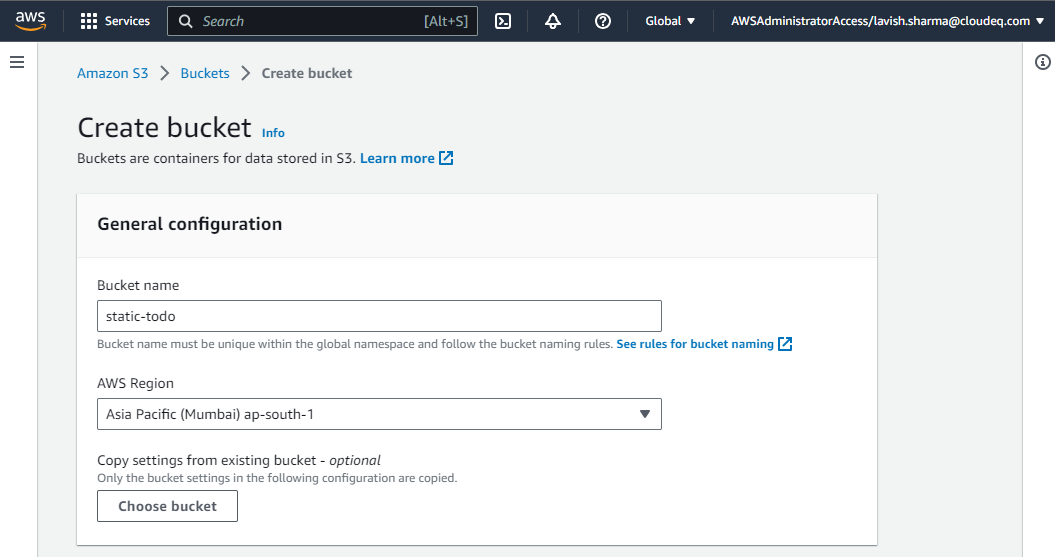 aws Services Search [Alt+S] Global AWSAdministratorAccess/lavish.sharma@cloudeq.com
Amazon S3 > Buckets > Create bucket
Create bucket Info
Buckets are containers for data stored in S3. Learn more
General configuration
Bucket name
static-todo
Bucket name must be unique within the global namespace and follow the bucket naming rules. See rules for bucket naming
AWS Region
Asia Pacific (Mumbai) ap-south-1
Copy settings from existing bucket - optional
Only the bucket settings in the following configuration are copied.
Choose bucket